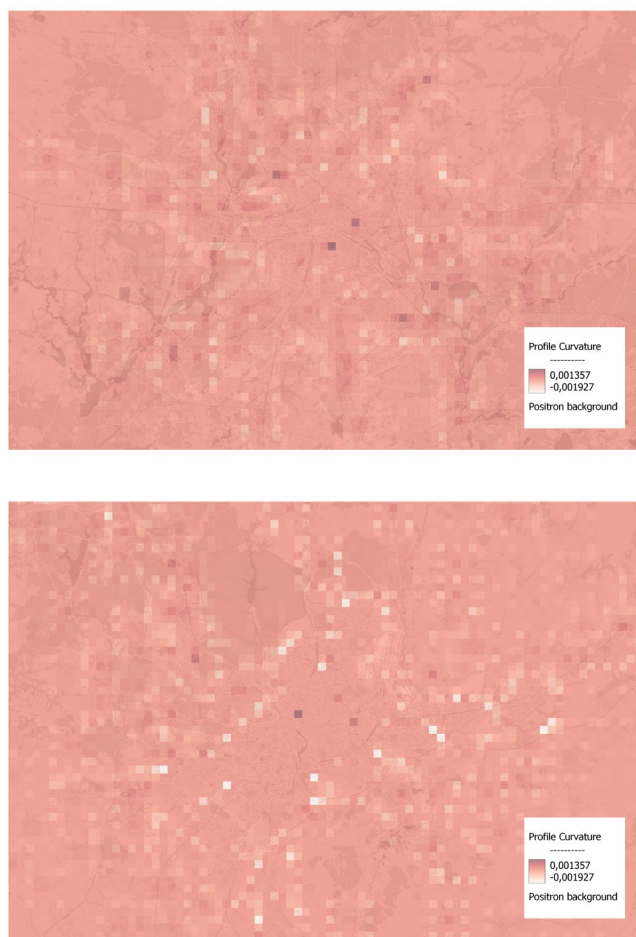 Profile Curvature
----------
0,001357
-0,001927
Positron background
Profile Curvature
----------
0,001357
-0,001927
Positron background